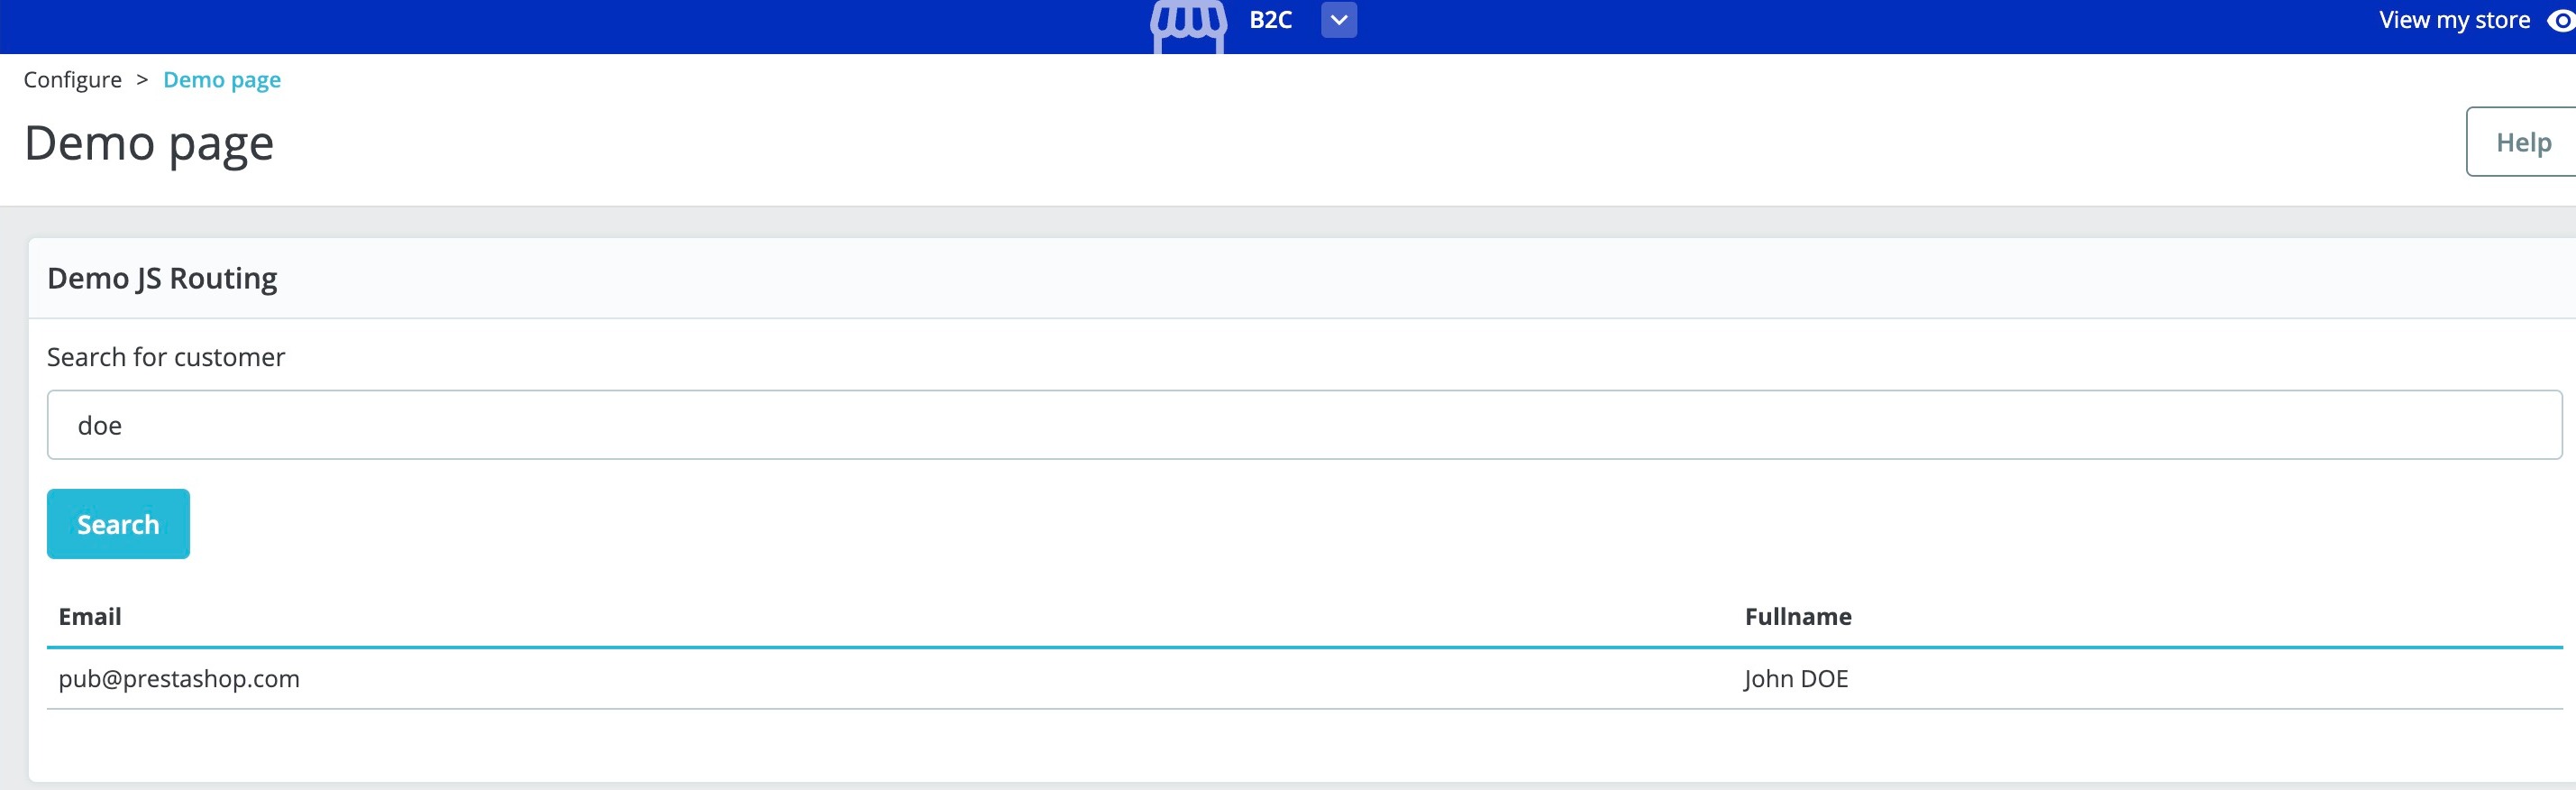 B2C
View my store
Configure > Demo page
Demo page
Help
Demo JS Routing
Search for customer
doe
Search
Email Fullname
pub@prestashop.com John DOE